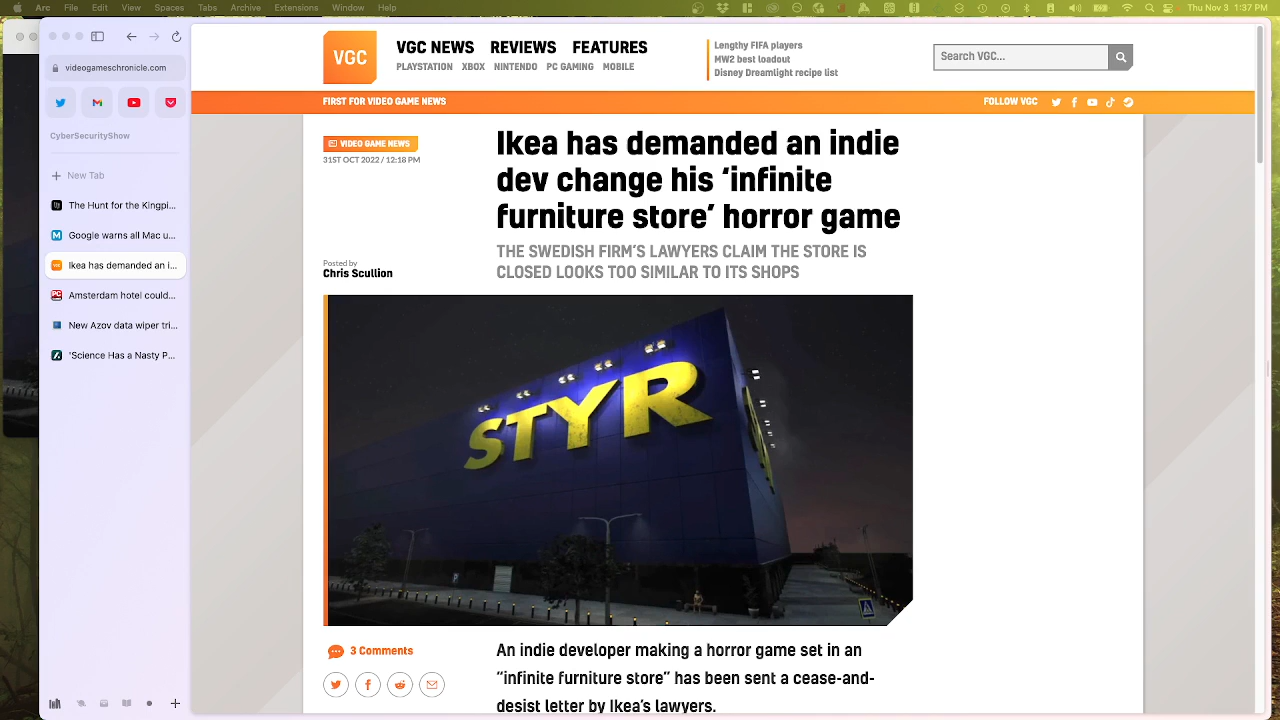 Arc File Edit View Spaces Tabs Archive Extensions Window Help
Thu Nov 3 1:37 PM
videogameschronicle.com
CyberSecurityShow
New Tab
The Hunt for the Kingpi...
Google warns all Mac u...
Ikea has demanded an i...
Amsterdam hotel could...
New Azov data wiper tri...
'Science Has a Nasty P...
VGC
VGC NEWS REVIEWS FEATURES
PLAYSTATION XBOX NINTENDO PC GAMING MOBILE
Lengthy FIFA players
MW2 best loadout
Disney Dreamlight recipe list
Search VGC...
FIRST FOR VIDEO GAME NEWS
FOLLOW VGC
VIDEO GAME NEWS
31ST OCT 2022 / 12:18 PM
Ikea has demanded an indie
dev change his ‘infinite
furniture store’ horror game
THE SWEDISH FIRM’S LAWYERS CLAIM THE STORE IS
CLOSED LOOKS TOO SIMILAR TO ITS SHOPS
Posted by
Chris Scullion
STYR
3 Comments
An indie developer making a horror game set in an
“infinite furniture store” has been sent a cease-and-
desist letter by Ikea’s lawyers.